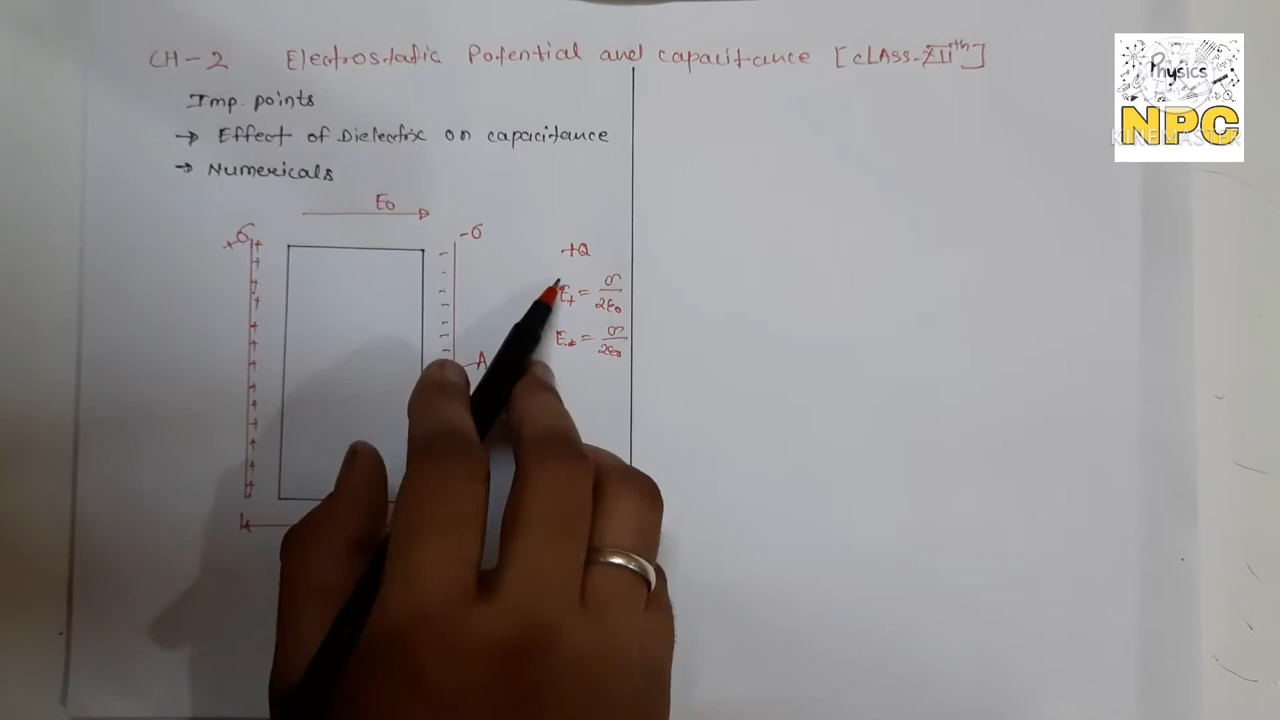 CH-2 Electrostatic Potential and capacitance [CLASS-XIIth]
Imp. points
→ Effect of Dielectric on capacitance
→ Numericals
E0
+σ
-σ
+Q
E+ = σ/2ε0
E- = σ/2ε0
A
Physics
NPC
KINEMASTER